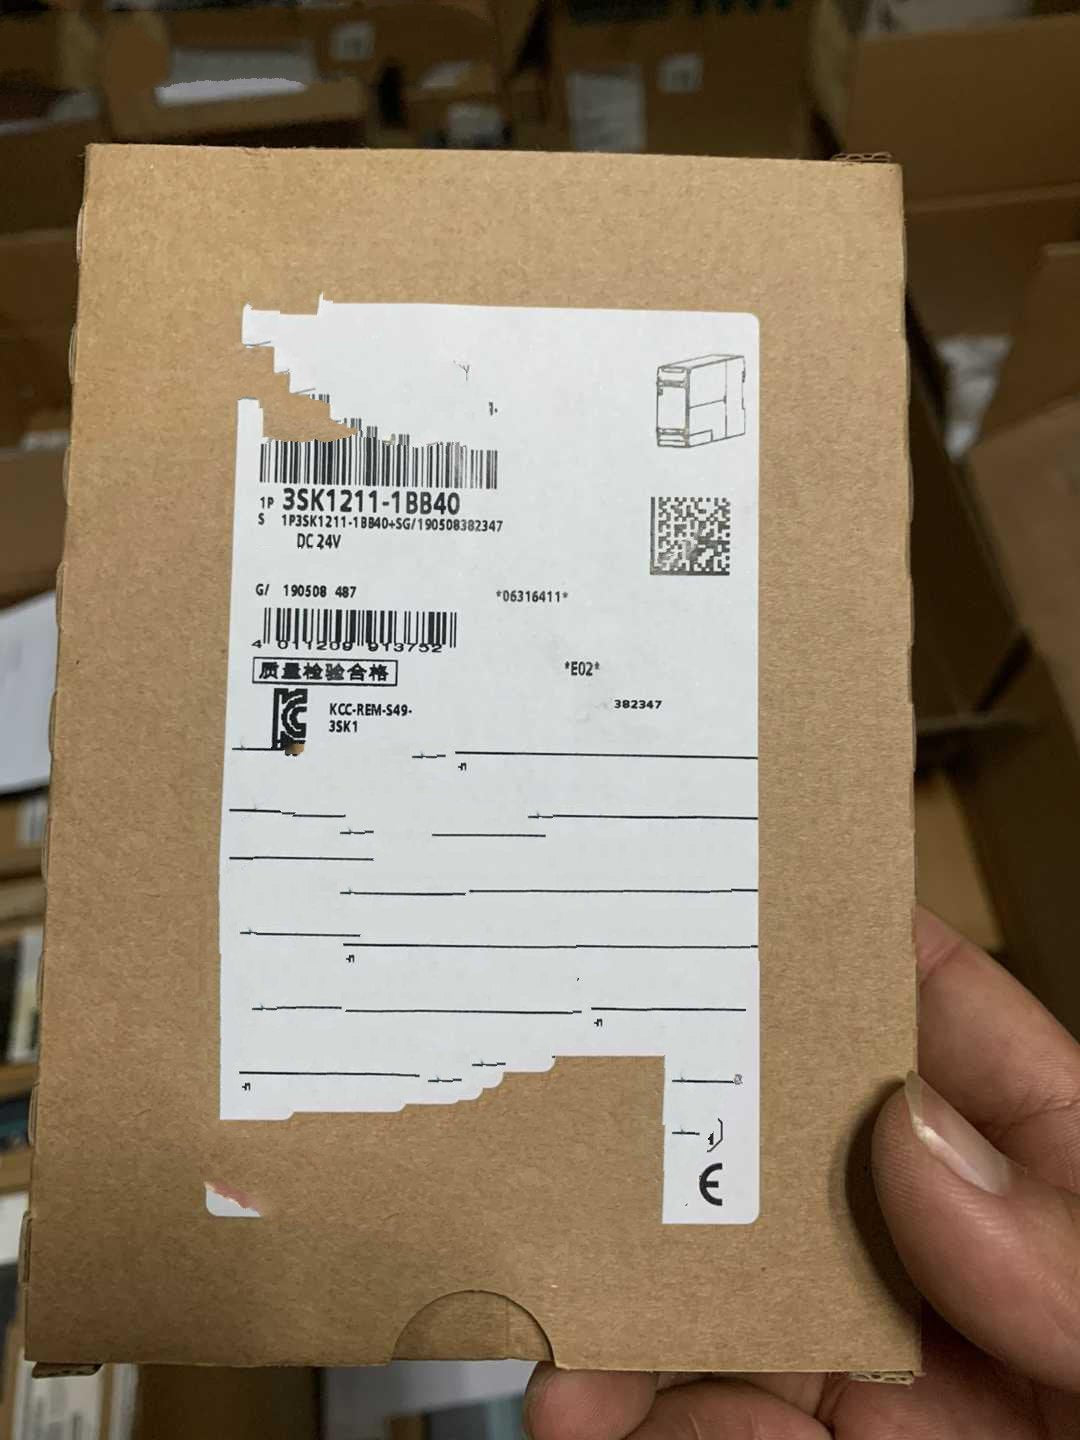 1P 3SK1211-1BB40
S 1P3SK1211-1BB40+SG/190508382347
DC 24V
G/ 190508 487 *06316411*
4 011209 913752
质量检验合格
*E02*
382347
KCC-REM-S49-
3SK1
CE